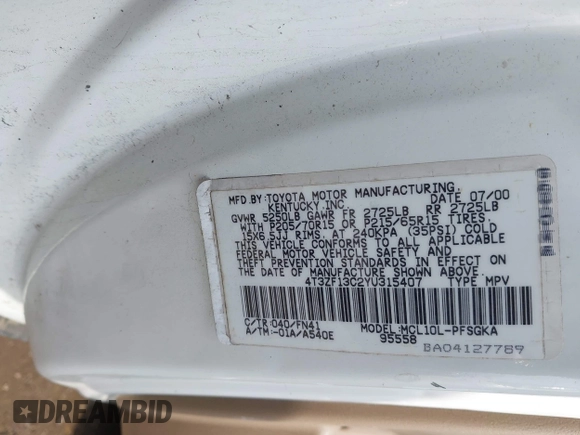 MFD.BY:TOYOTA MOTOR MANUFACTURING,
KENTUCKY,INC. DATE 07/00
GVWR 5250LB GAWR FR 2725LB RR 2725LB
WITH P205/70R15 OR P215/65R15 TIRES,
15X6.5JJ RIMS, AT 240KPA (35PSI) COLD
THIS VEHICLE CONFORMS TO ALL APPLICABLE
FEDERAL MOTOR VEHICLE SAFETY AND
THEFT PREVENTION STANDARDS IN EFFECT ON
THE DATE OF MANUFACTURE SHOWN ABOVE.
4T3ZF13C2YU315407 TYPE MPV
C/TR:040/FN41 MODEL:MCL10L-PFSGKA
A/TM:-01A/A540E 95558
BA04127789
DREAMBID